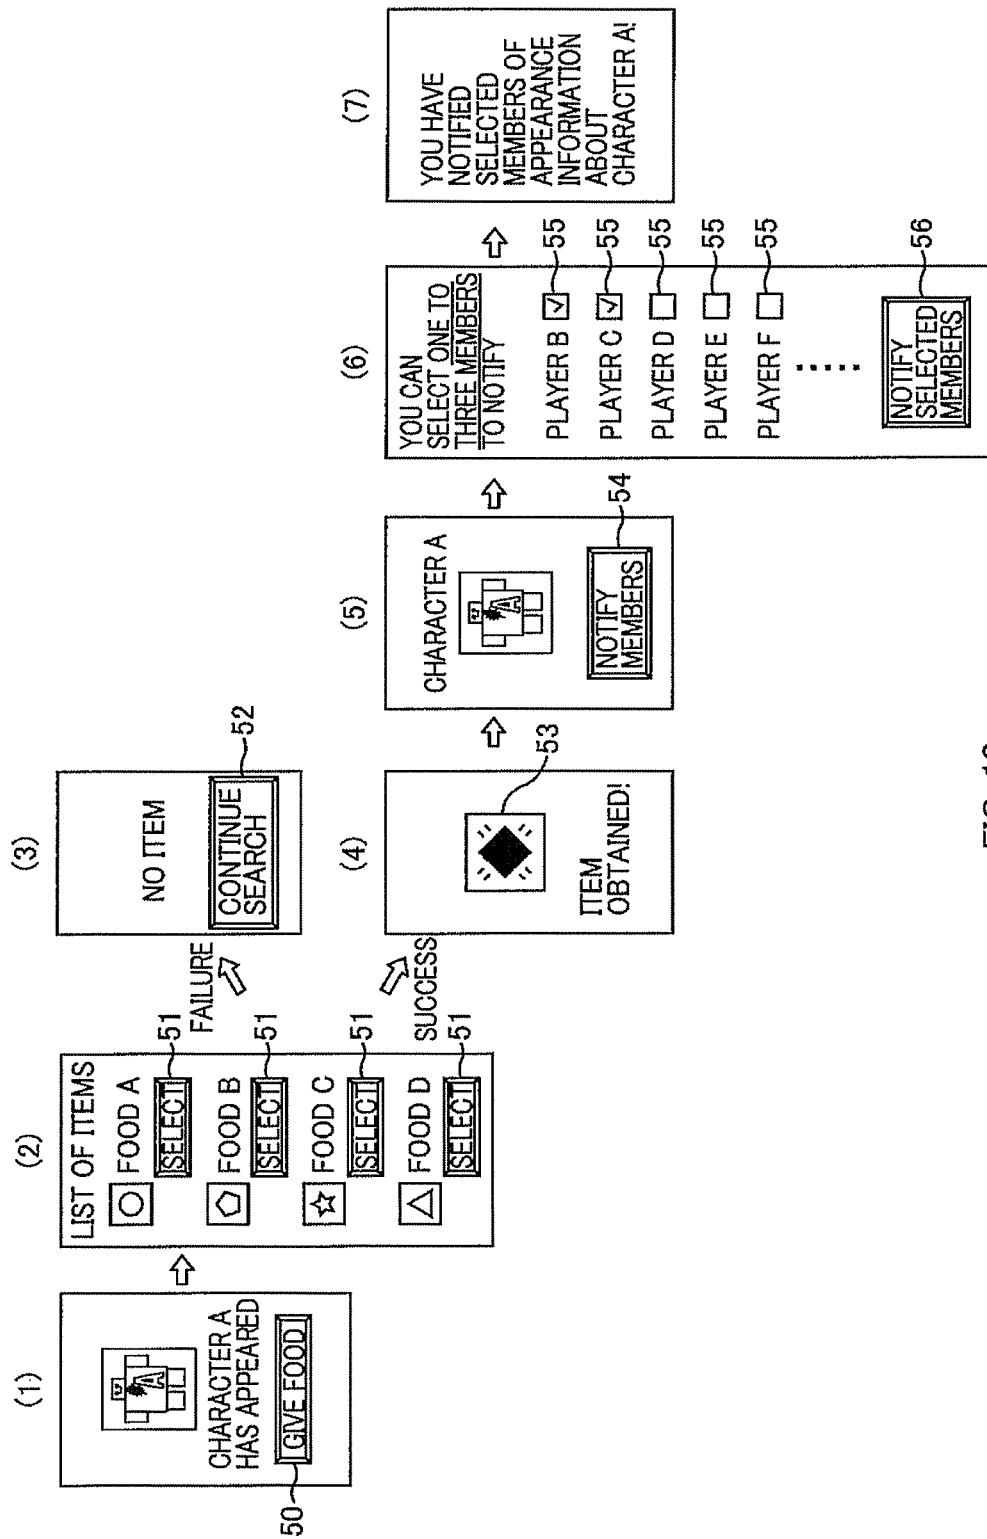 (1)
CHARACTER A
HAS APPEARED
GIVE FOOD
50
(2)
LIST OF ITEMS
FOOD A
SELECT
51
FOOD B
SELECT
51
FOOD C
SELECT
51
FOOD D
SELECT
51
FAILURE
SUCCESS
(3)
NO ITEM
CONTINUE
SEARCH
52
(4)
53
ITEM
OBTAINED!
(5)
CHARACTER A
A
NOTIFY
MEMBERS
54
(6)
YOU CAN
SELECT ONE TO
THREE MEMBERS
TO NOTIFY
PLAYER B
55
PLAYER C
55
PLAYER D
55
PLAYER E
55
PLAYER F
55
NOTIFY
SELECTED
MEMBERS
56
(7)
YOU HAVE
NOTIFIED
SELECTED
MEMBERS OF
APPEARANCE
INFORMATION
ABOUT
CHARACTER A!